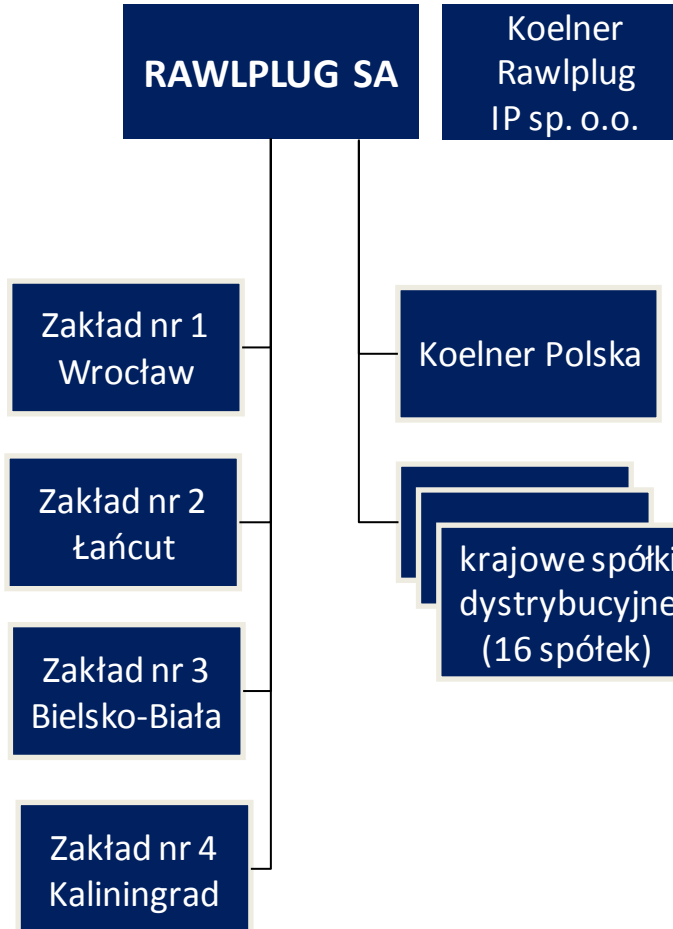 RAWLPLUG SA
Koelner
Rawlplug
IP sp. o.o.
Zakład nr 1
Wrocław
Koelner Polska
Zakład nr 2
Łańcut
krajowe spółki
dystrybucyjne
(16 spółek)
Zakład nr 3
Bielsko-Biała
Zakład nr 4
Kaliningrad